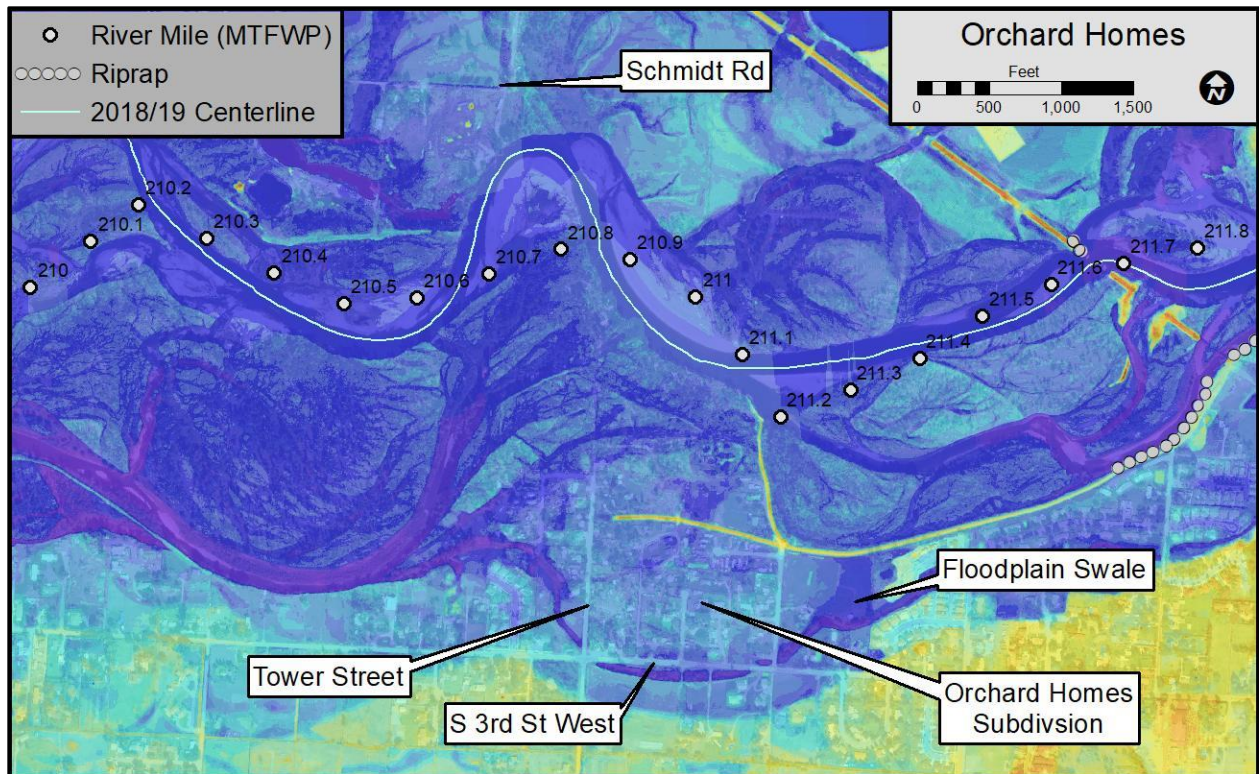 River Mile (MTFWP)
Riprap
2018/19 Centerline
Orchard Homes
Feet
0 500 1,000 1,500
N
Schmidt Rd
210
210.1
210.2
210.3
210.4
210.5
210.6
210.7
210.8
210.9
211
211.1
211.2
211.3
211.4
211.5
211.6
211.7
211.8
Floodplain Swale
Tower Street
S 3rd St West
Orchard Homes
Subdivsion